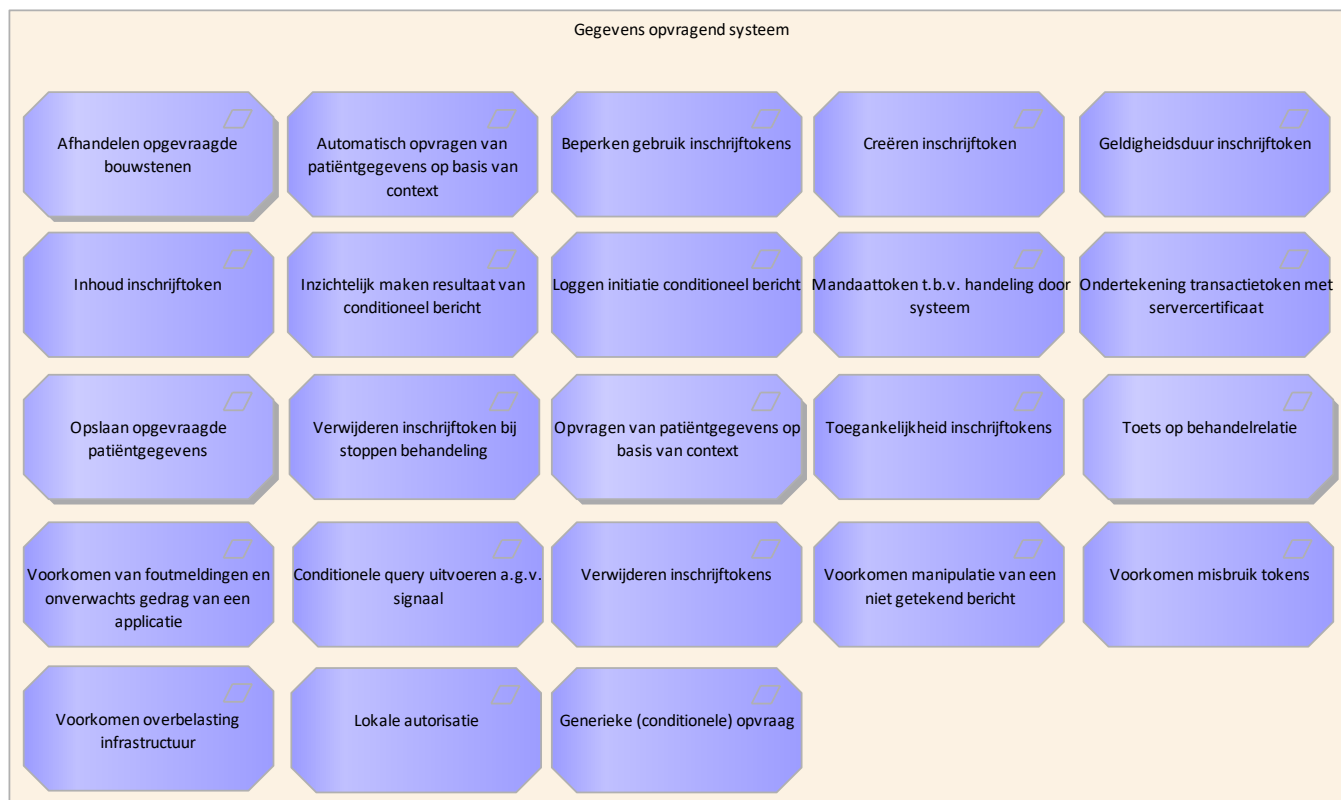 Gegevens opvragend systeem
Afhandelen opgevraagde
bouwstenen
Automatisch opvragen van
patiëntgegevens op basis van
context
Beperken gebruik inschrijftokens
Creëren inschrijftoken
Geldigheidsduur inschrijftoken
Inhoud inschrijftoken
Inzichtelijk maken resultaat van
conditioneel bericht
Loggen initiatie conditioneel bericht
Mandaattoken t.b.v. handeling door
systeem
Ondertekening transactietoken met
servercertificaat
Opslaan opgevraagde
patiëntgegevens
Verwijderen inschrijftoken bij
stoppen behandeling
Opvragen van patiëntgegevens op
basis van context
Toegankelijkheid inschrijftokens
Toets op behandelrelatie
Voorkomen van foutmeldingen en
onverwachts gedrag van een
applicatie
Conditionele query uitvoeren a.g.v.
signaal
Verwijderen inschrijftokens
Voorkomen manipulatie van een
niet getekend bericht
Voorkomen misbruik tokens
Voorkomen overbelasting
infrastructuur
Lokale autorisatie
Generieke (conditionele) opvraag